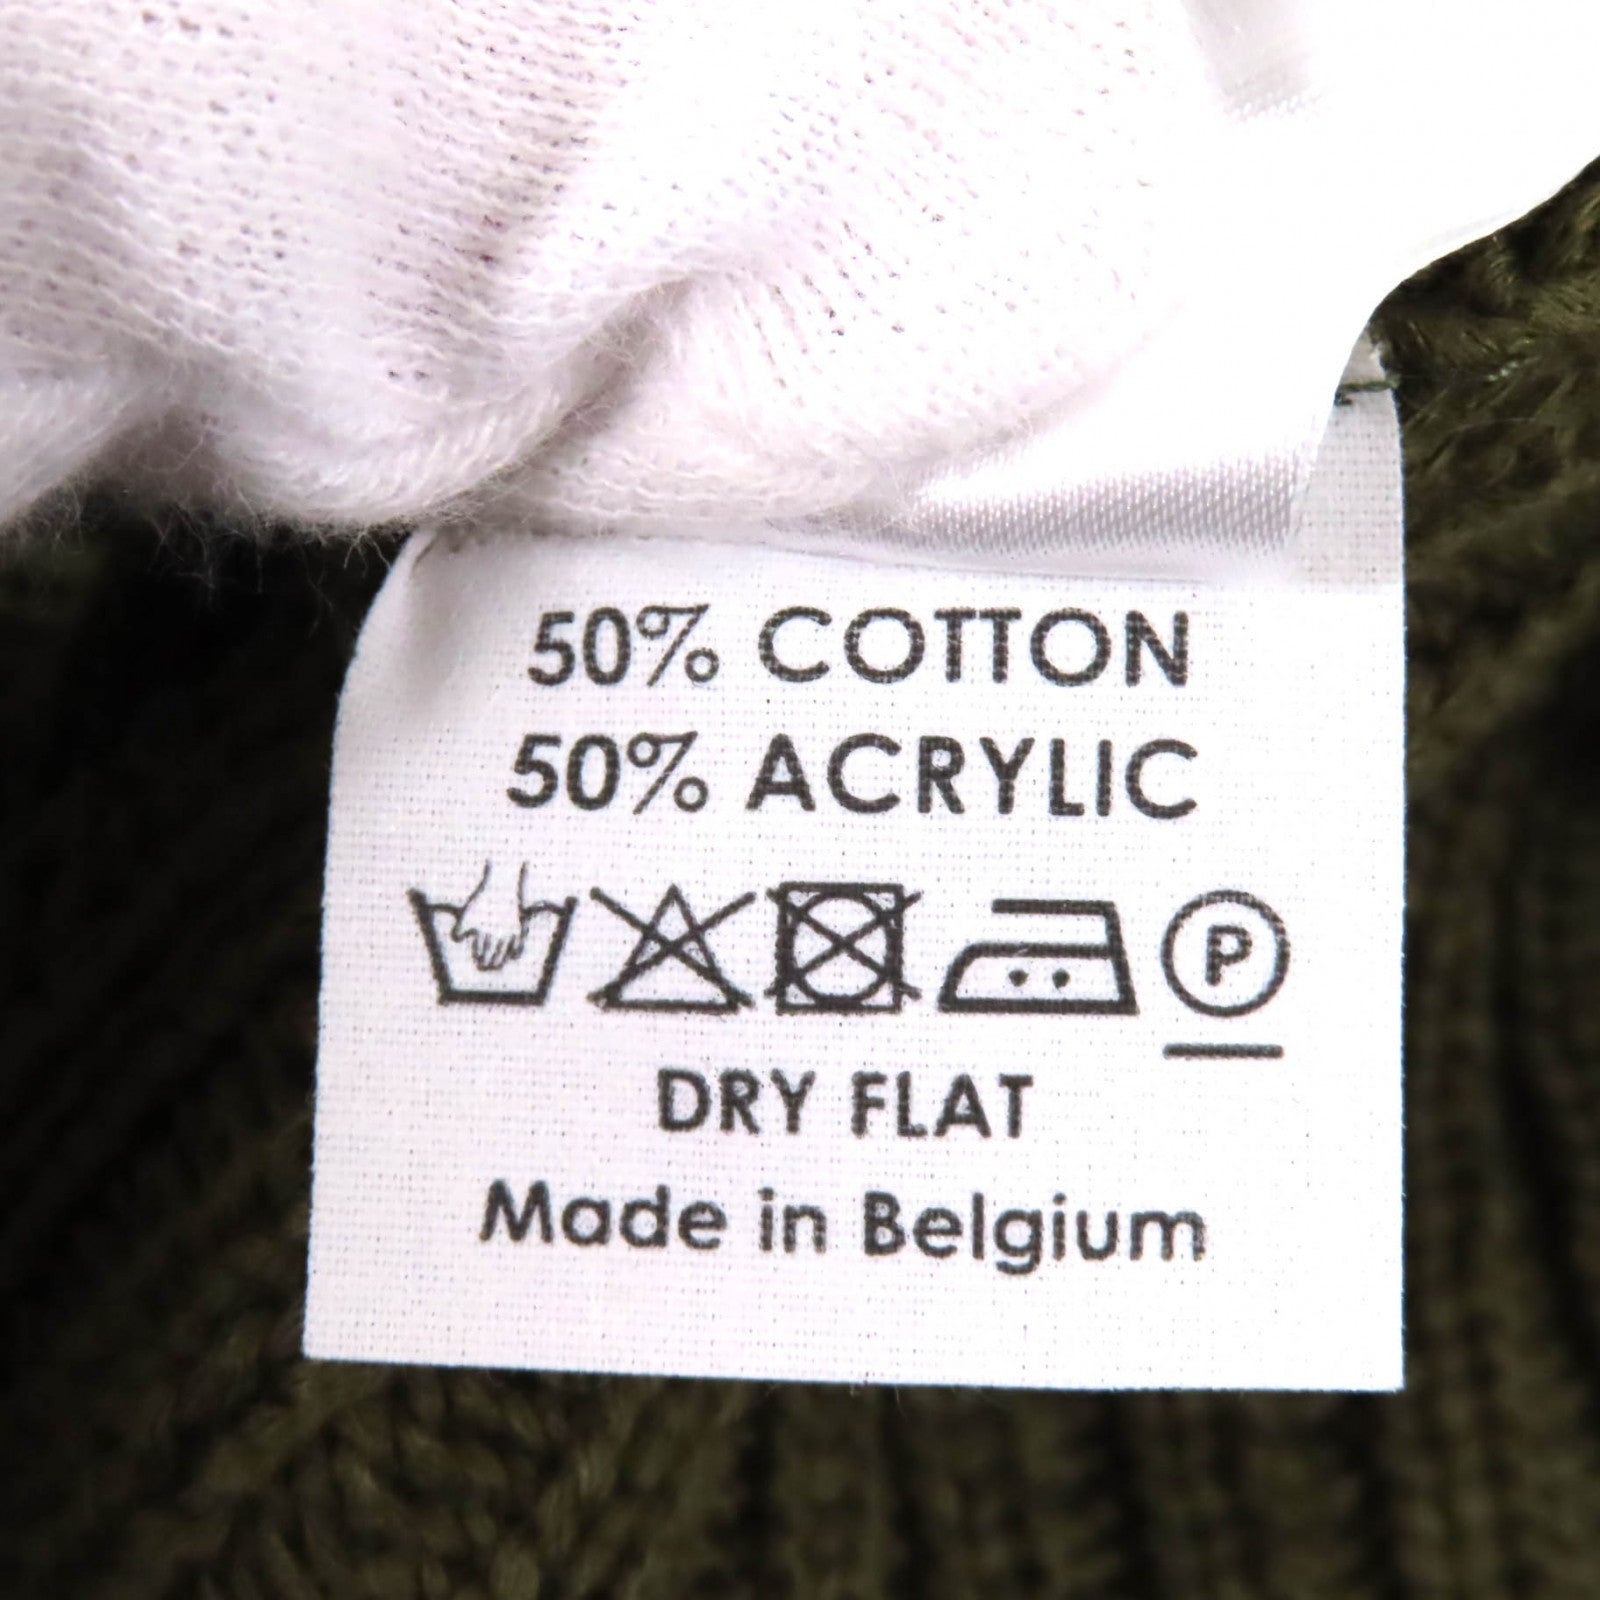 50% COTTON
50% ACRYLIC
P
DRY FLAT
Made in Belgium